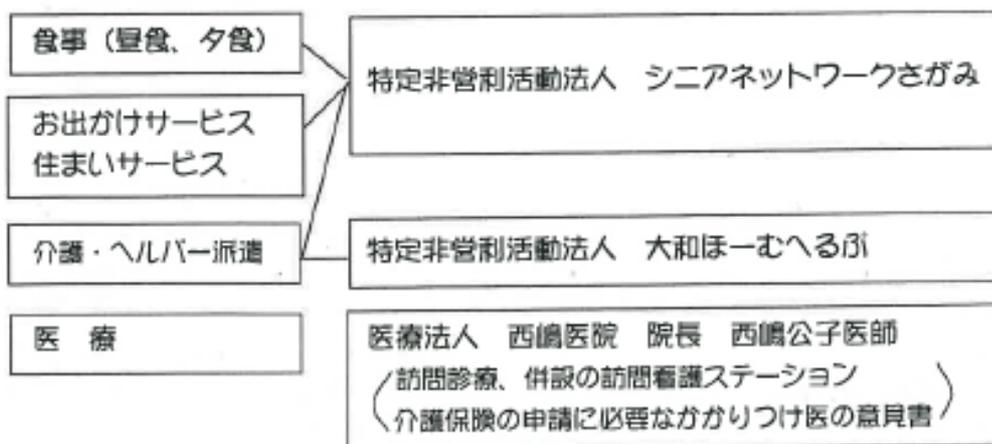 食事（昼食、夕食）
特定非営利活動法人　シニアネットワークさがみ
お出かけサービス
住まいサービス
介護・ヘルパー派遣
特定非営利活動法人　大和ほーむへるぷ
医　療
医療法人　西嶋医院　院長　西嶋公子医師
訪問診療、併設の訪問看護ステーション
介護保険の申請に必要なかかりつけ医の意見書